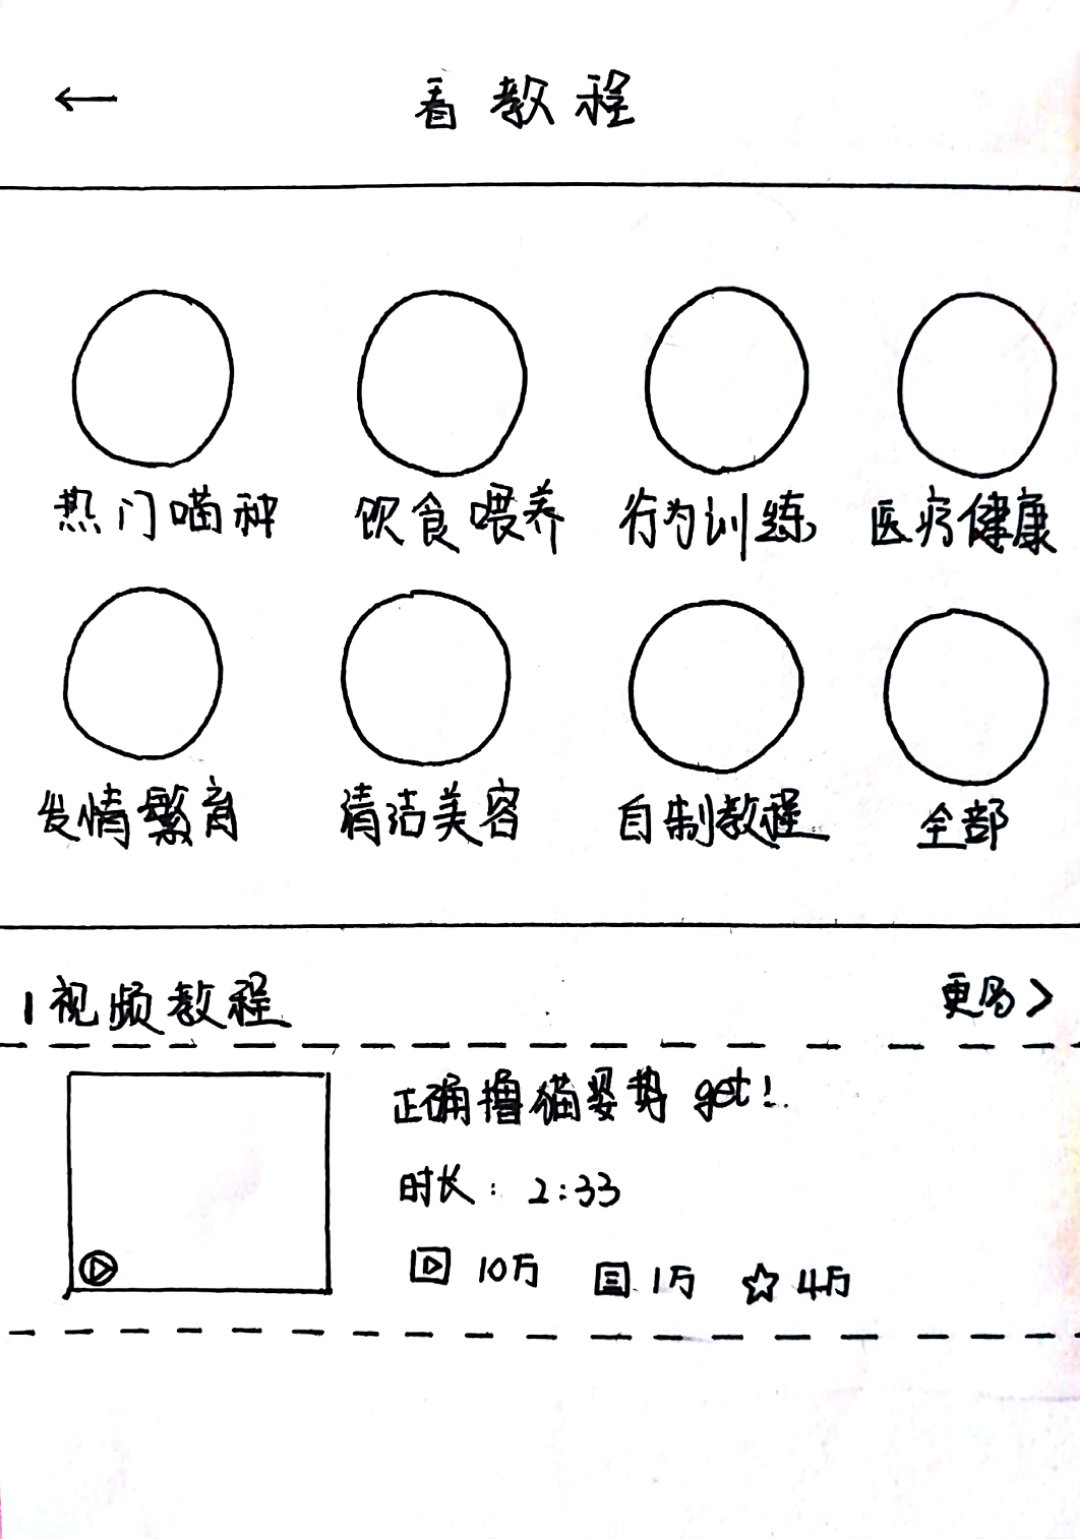 看教程
热门喵种 饮食喂养 行为训练 医疗健康
发情繁育 清洁美容 自制教程 全部
视频教程 更多>
正确撸猫姿势 get!
时长: 2:33
10万 1万 4万